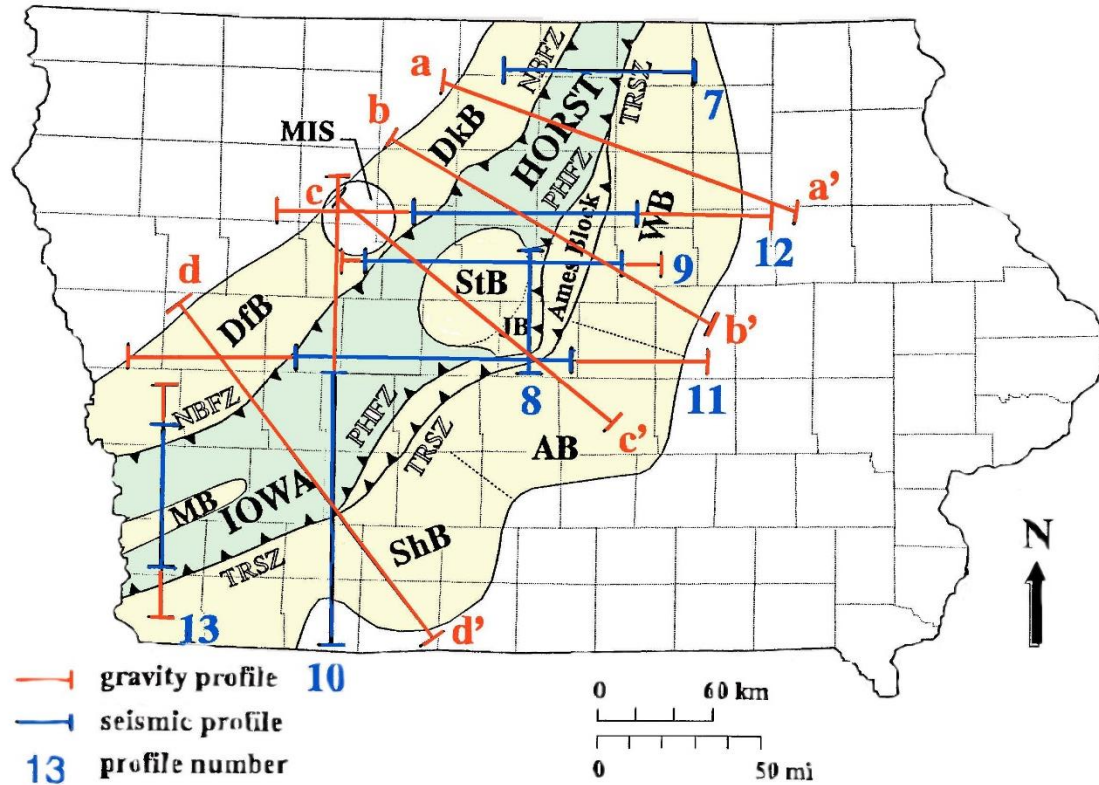 a
NBFZ
TRSZ
7
b
MIS
DkB
HORST
c
PHFZ
a'
WB
12
Ames Block
9
d
StB
b'
DfB
JB
8
11
NBFZ
PHFZ
c'
TRSZ
AB
MB
IOWA
ShB
N
TRSZ
13
d'
10
gravity profile
seismic profile
13 profile number
0 60 km
0 50 mi